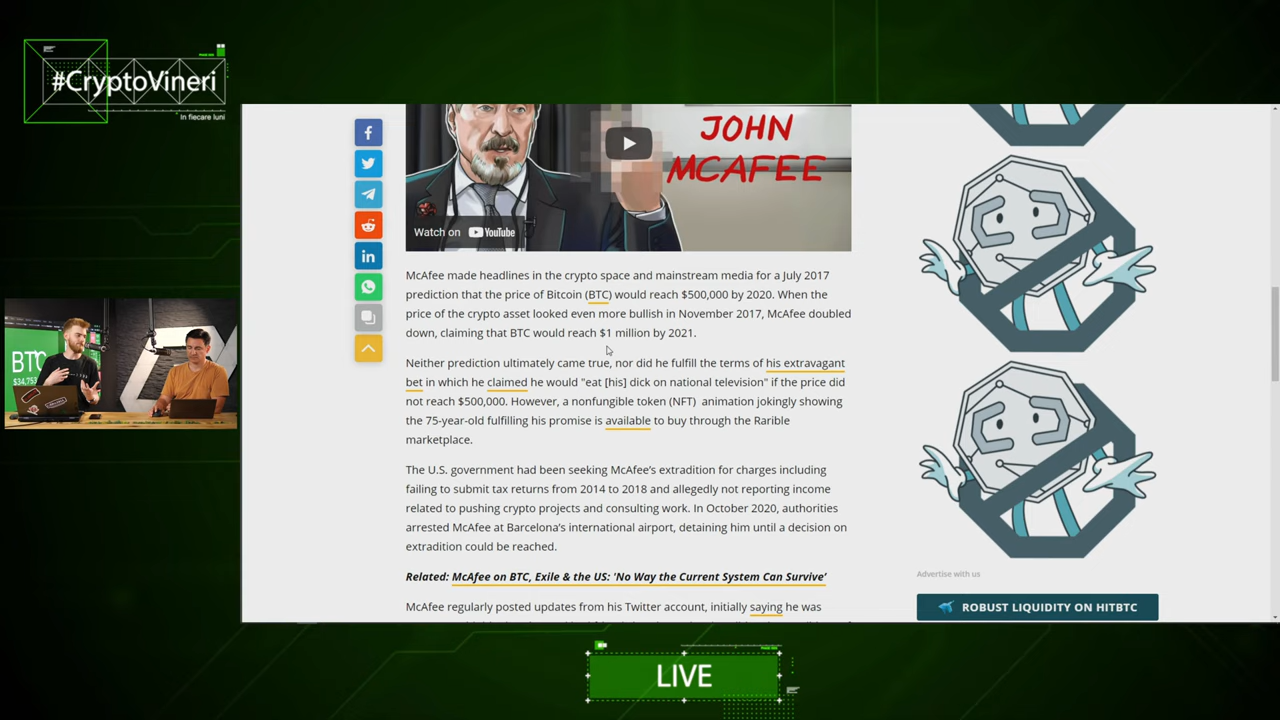 #CryptoVineri
In fiecare luni
JOHN
MCAFEE
Watch on YouTube
McAfee made headlines in the crypto space and mainstream media for a July 2017
prediction that the price of Bitcoin (BTC) would reach $500,000 by 2020. When the
price of the crypto asset looked even more bullish in November 2017, McAfee doubled
down, claiming that BTC would reach $1 million by 2021.
Neither prediction ultimately came true, nor did he fulfill the terms of his extravagant
bet in which he claimed he would "eat [his] dick on national television" if the price did
not reach $500,000. However, a nonfungible token (NFT) animation jokingly showing
the 75-year-old fulfilling his promise is available to buy through the Rarible
marketplace.
The U.S. government had been seeking McAfee’s extradition for charges including
failing to submit tax returns from 2014 to 2018 and allegedly not reporting income
related to pushing crypto projects and consulting work. In October 2020, authorities
arrested McAfee at Barcelona’s international airport, detaining him until a decision on
extradition could be reached.
Related: McAfee on BTC, Exile & the US: ‘No Way the Current System Can Survive’
McAfee regularly posted updates from his Twitter account, initially saying he was
Advertise with us
ROBUST LIQUIDITY ON HITBTC
BTC
$34,753
LIVE